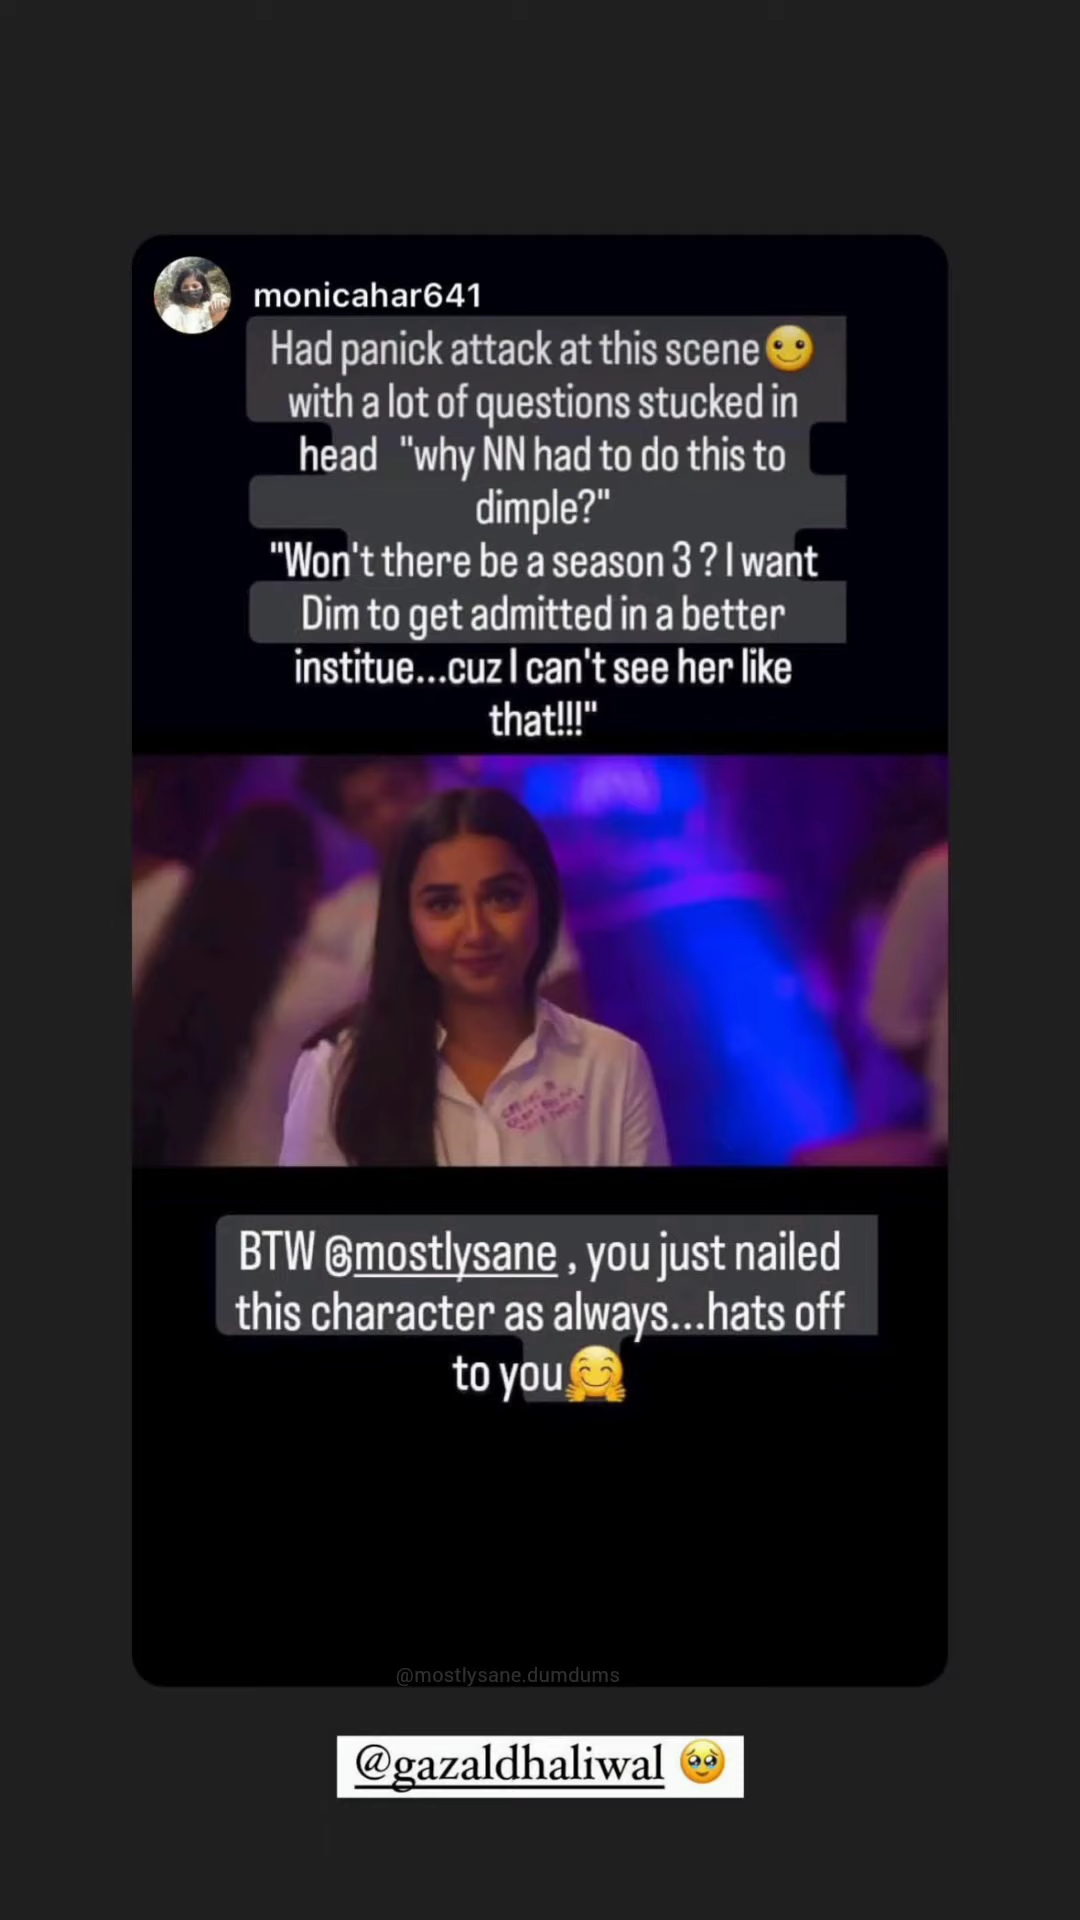 monicahar641
Had panick attack at this scene🙂
with a lot of questions stucked in
head "why NN had to do this to
dimple?"
"Won't there be a season 3 ? I want
Dim to get admitted in a better
institue...cuz I can't see her like
that!!!"
BTW @mostlysane , you just nailed
this character as always...hats off
to you🤗
@mostlysane.dumdums
@gazaldhaliwal 🥹